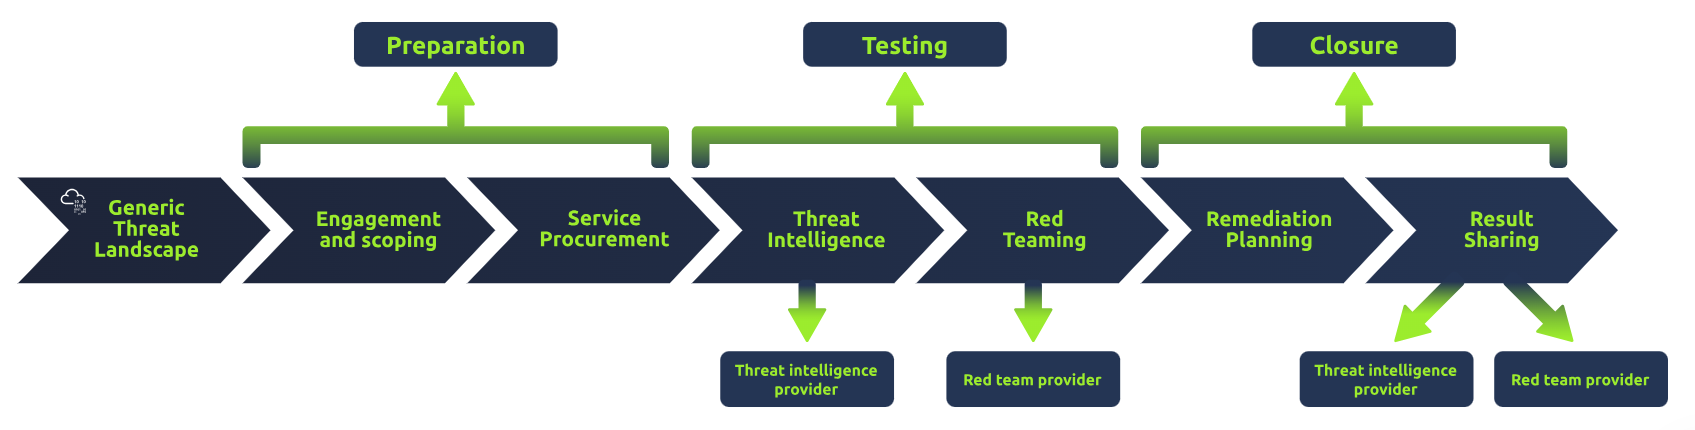 Preparation
Testing
Closure
Generic
Threat
Landscape
Engagement
and scoping
Service
Procurement
Threat
Intelligence
Red
Teaming
Remediation
Planning
Result
Sharing
Threat intelligence
provider
Red team provider
Threat intelligence
provider
Red team provider